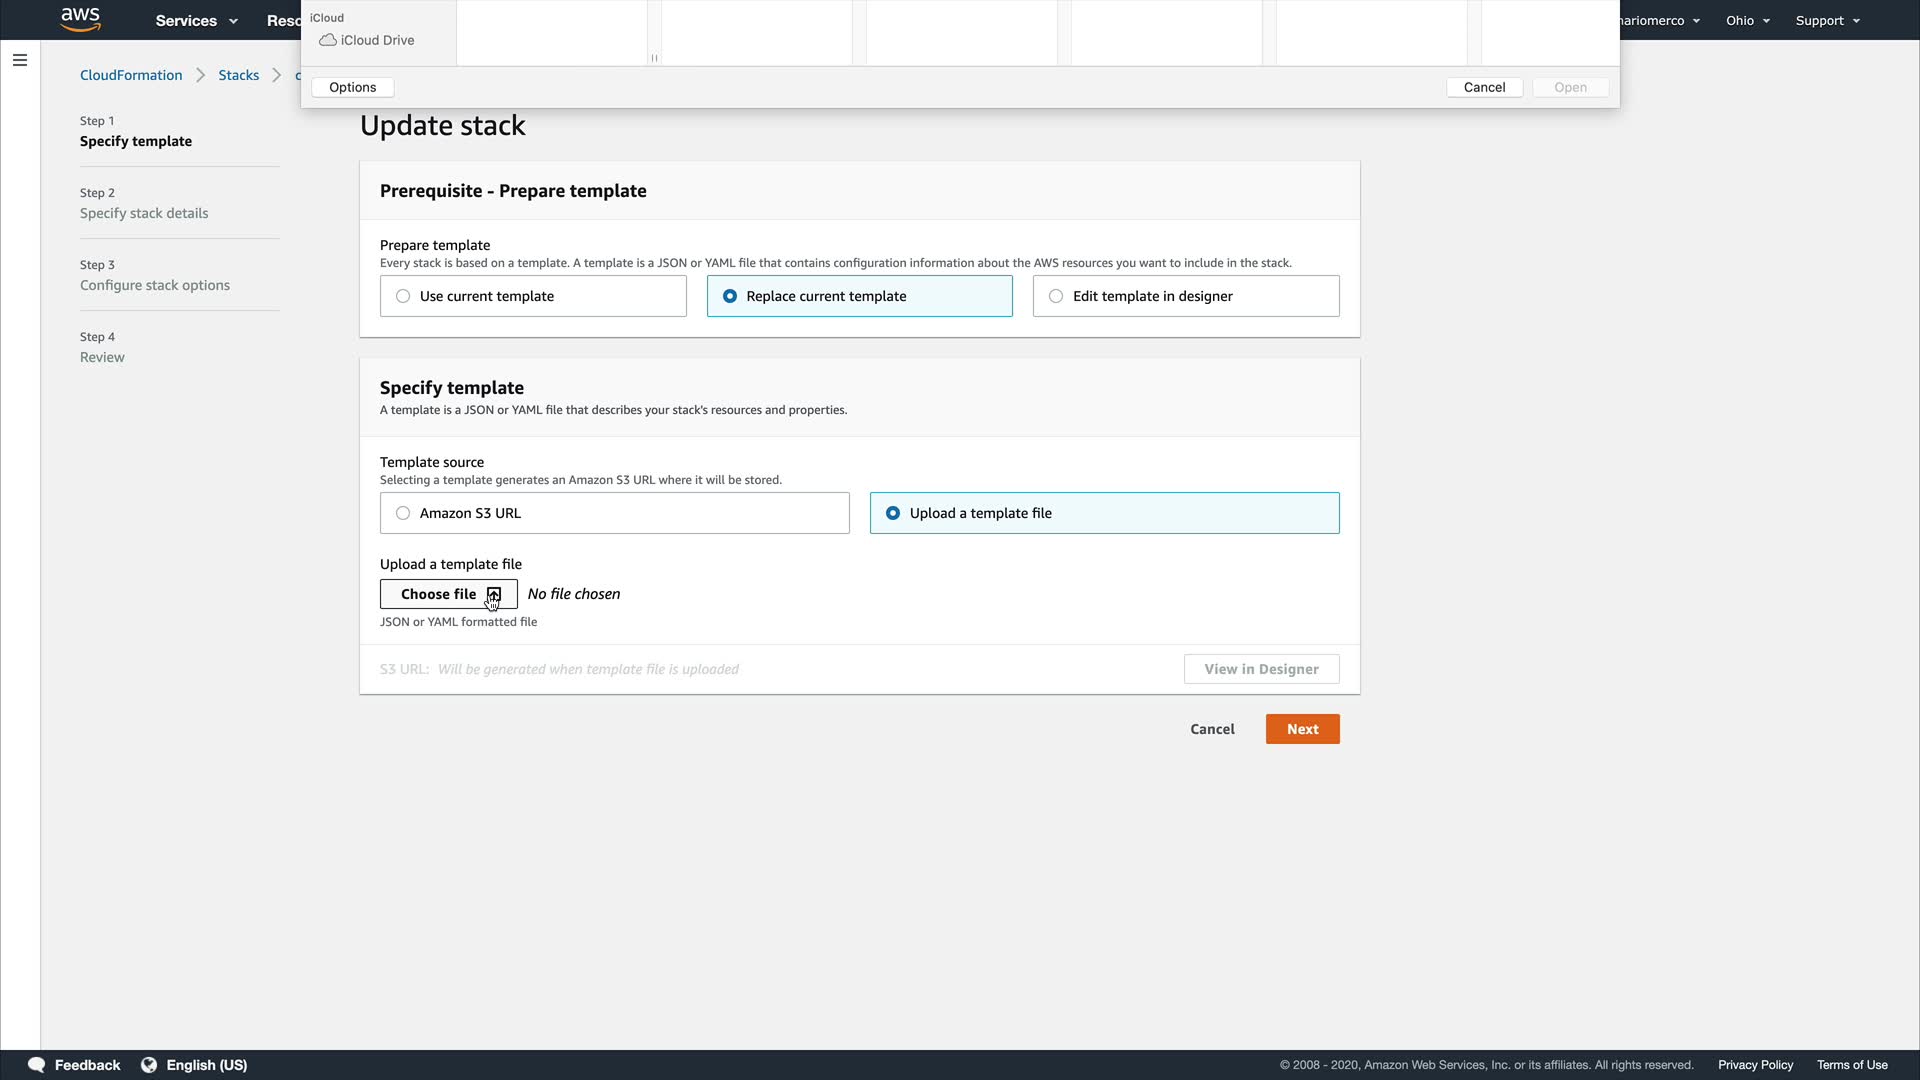 aws
Services
iCloud
iCloud Drive
Ohio
Support
Options
Cancel
Open
CloudFormation
Stacks
Update stack
Step 1
Specify template
Step 2
Specify stack details
Step 3
Configure stack options
Step 4
Review
Prerequisite - Prepare template
Prepare template
Every stack is based on a template. A template is a JSON or YAML file that contains configuration information about the AWS resources you want to include in the stack.
Use current template
Replace current template
Edit template in designer
Specify template
A template is a JSON or YAML file that describes your stack's resources and properties.
Template source
Selecting a template generates an Amazon S3 URL where it will be stored.
Amazon S3 URL
Upload a template file
Upload a template file
Choose file
No file chosen
JSON or YAML formatted file
S3 URL: Will be generated when template file is uploaded
View in Designer
Cancel
Next
Feedback
English (US)
© 2008 - 2020, Amazon Web Services, Inc. or its affiliates. All rights reserved.
Privacy Policy
Terms of Use